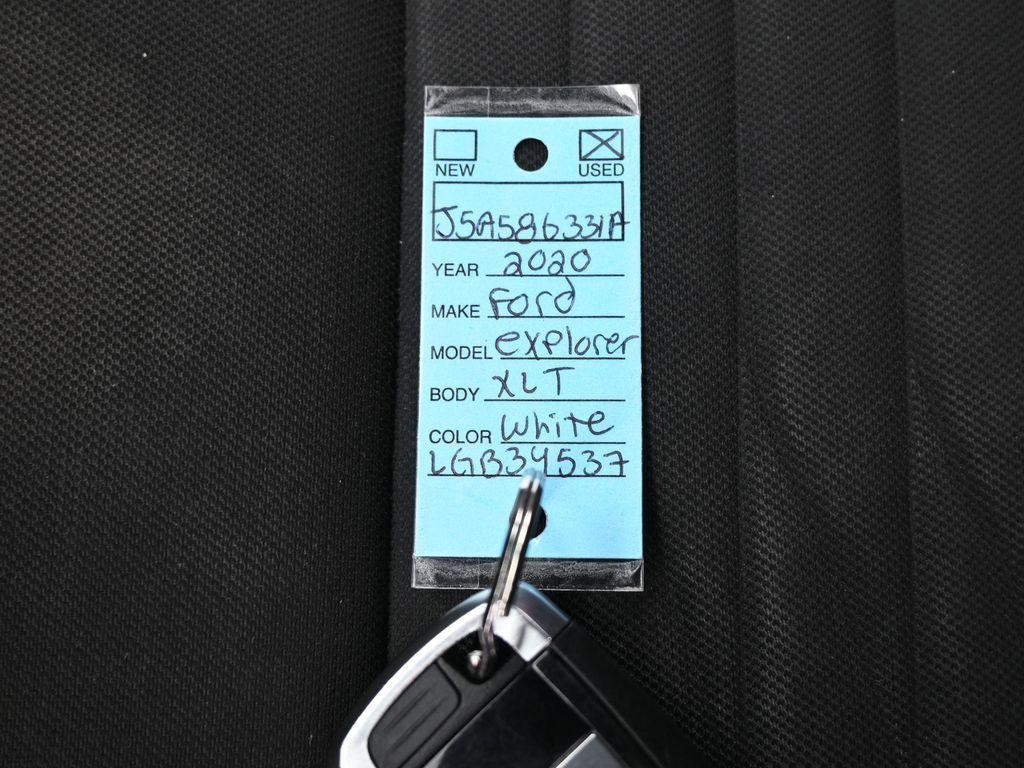 NEW USED
J5A586331A
YEAR 2020
MAKE Ford
MODEL explorer
BODY XLT
COLOR White
LGB34537